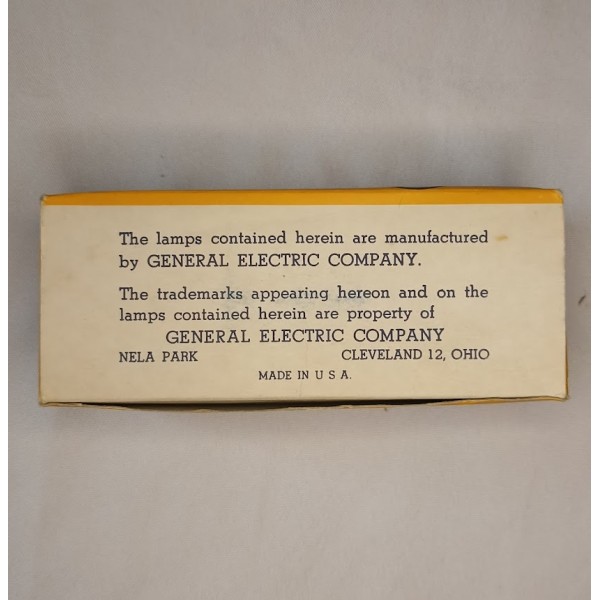 The lamps contained herein are manufactured
by GENERAL ELECTRIC COMPANY.
The trademarks appearing hereon and on the
lamps contained herein are property of
GENERAL ELECTRIC COMPANY
NELA PARK CLEVELAND 12, OHIO
MADE IN U S A.